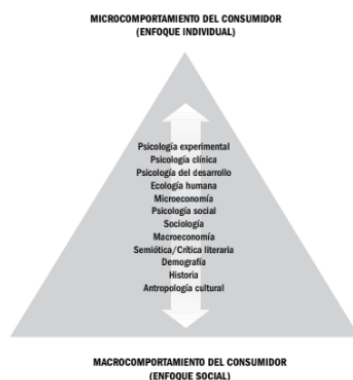 MICROCOMPORTAMIENTO DEL CONSUMIDOR
(ENFOQUE INDIVIDUAL)
Psicología experimental
Psicología clínica
Psicología del desarrollo
Ecología humana
Microeconomía
Psicología social
Sociología
Macroeconomía
Semiótica/Crítica literaria
Demografía
Historia
Antropología cultural
MACROCOMPORTAMIENTO DEL CONSUMIDOR
(ENFOQUE SOCIAL)